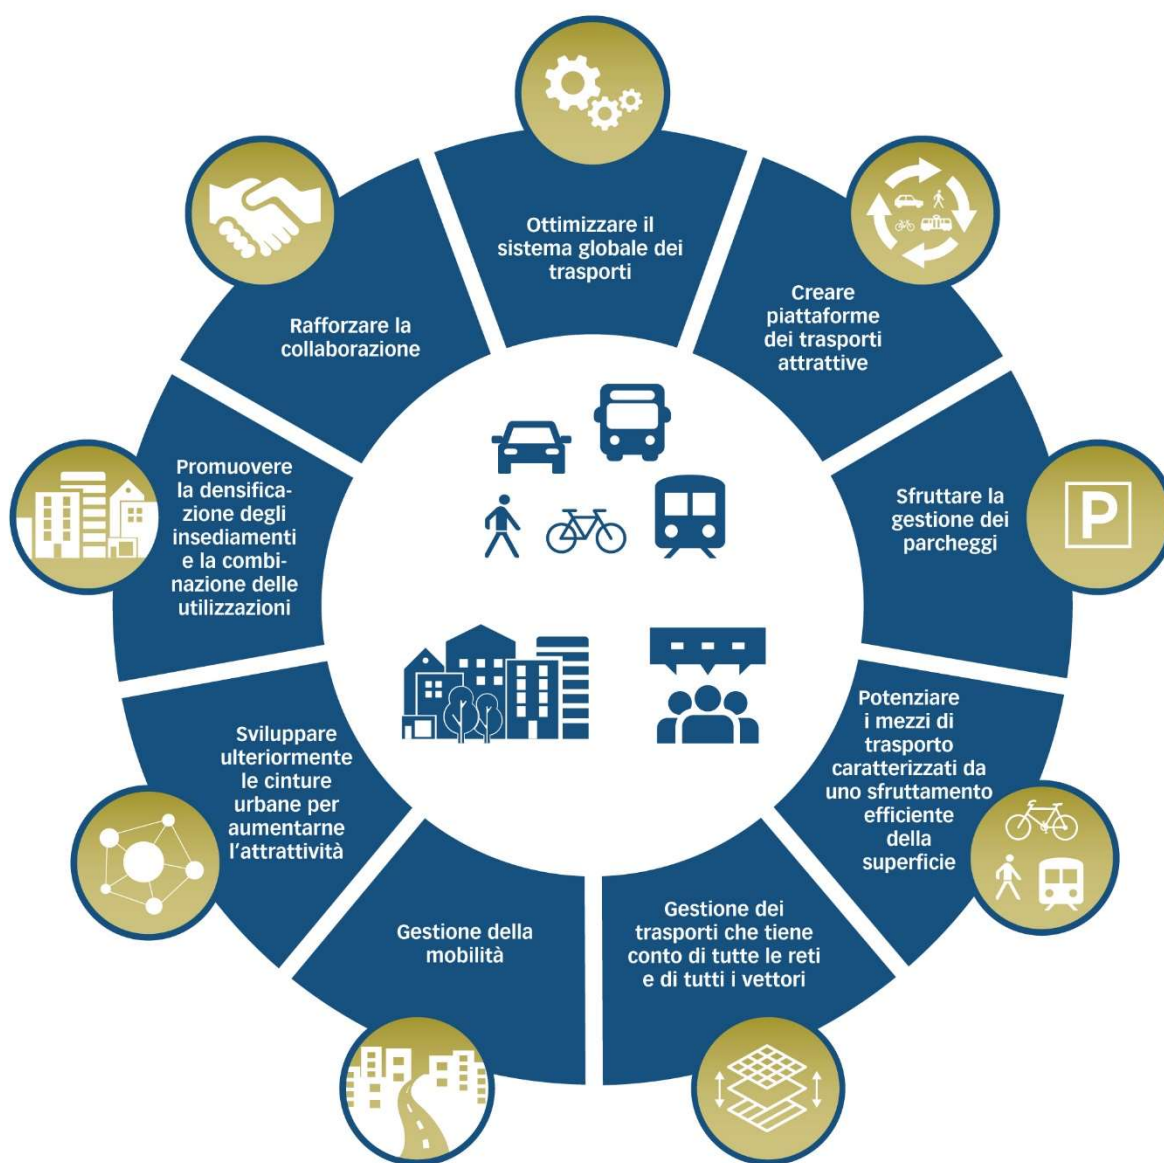 Ottimizzare il
sistema globale dei
trasporti
Creare
piattaforme
dei trasporti
attrattive
Sfruttare la
gestione dei
parcheggi
P
Potenziare
i mezzi di
trasporto
caratterizzati da
uno sfruttamento
efficiente
della
superficie
Gestione dei
trasporti che tiene
conto di tutte le reti
e di tutti i vettori
Gestione della
mobilità
Sviluppare
ulteriormente
le cinture
urbane per
aumentarne
l'attrattività
Promuovere
la densifica-
zione degli
insediamenti
e la combi-
nazione delle
utilizzazioni
Rafforzare la
collaborazione